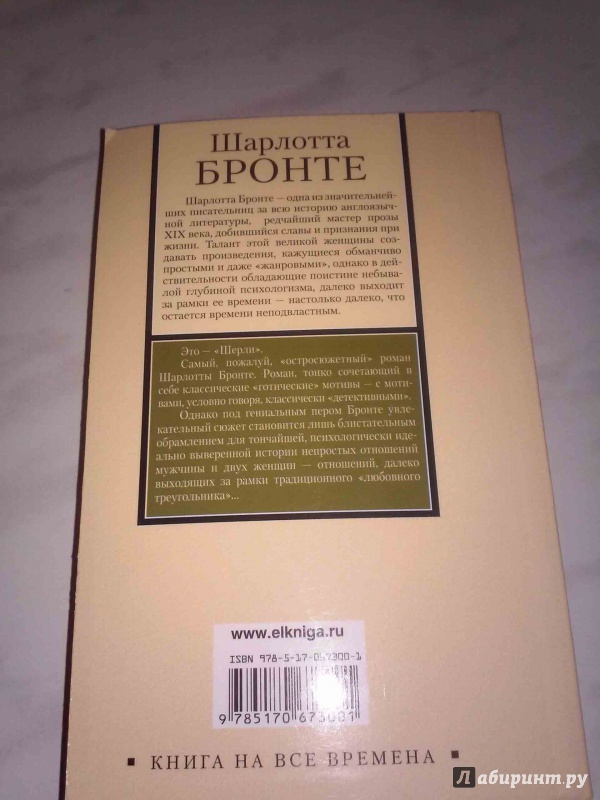 Шарлотта
БРОНТЕ
Шарлотта Бронте — одна из значительней-
ших писательниц за всю историю англоязыч-
ной литературы, редчайший мастер прозы
XIX века, добившийся славы и признания при
жизни. Талант этой великой женщины соз-
давать произведения, кажущиеся обманчиво
простыми и даже «жанровыми», однако в дей-
ствительности обладающие поистине небыва-
лой глубиной психологизма, далеко выходит
за рамки ее времени — настолько далеко, что
остается времени неподвластным.
Это — «Шерли».
Самый, пожалуй, «остросюжетный» роман
Шарлотты Бронте. Роман, тонко сочетающий в
себе классические «готические» мотивы — с моти-
вами, условно говоря, классически «детективными».
Однако под гениальным пером Бронте увле-
кательный сюжет становится лишь блистательным
обрамлением для тончайшей, психологически иде-
ально выверенной истории непростых отношений
мужчины и двух женщин — отношений, далеко
выходящих за рамки традиционного «любовного
треугольника»...
www.elkniga.ru
ISBN 978-5-17-067300-1
9 785170 673001
▪ КНИГА НА ВСЕ ВРЕМЕНА ▪
Лабиринт.ру